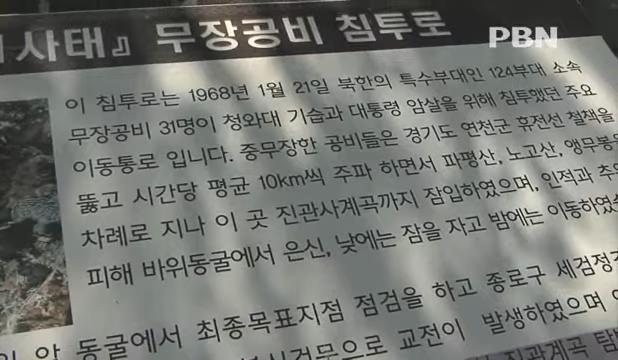 사태』 무장공비 침투로
PBN
이 침투로는 1968년 1월 21일 북한의 특수부대인 124부대 소속
무장공비 31명이 청와대 기습과 대통령 암살을 위해 침투했던 주요
이동통로 입니다. 중무장한 공비들은 경기도 연천군 휴전선 철책을
뚫고 시간당 평균 10km씩 주파 하면서 파평산, 노고산, 앵무봉을
차례로 지나 이 곳 진관사계곡까지 잠입하였으며, 인적과
피해 바위동굴에서 은신, 낮에는 잠을 자고 밤에는
동굴에서 최종목표지점 점검을 하고 종로구
교전이 발생하였으며